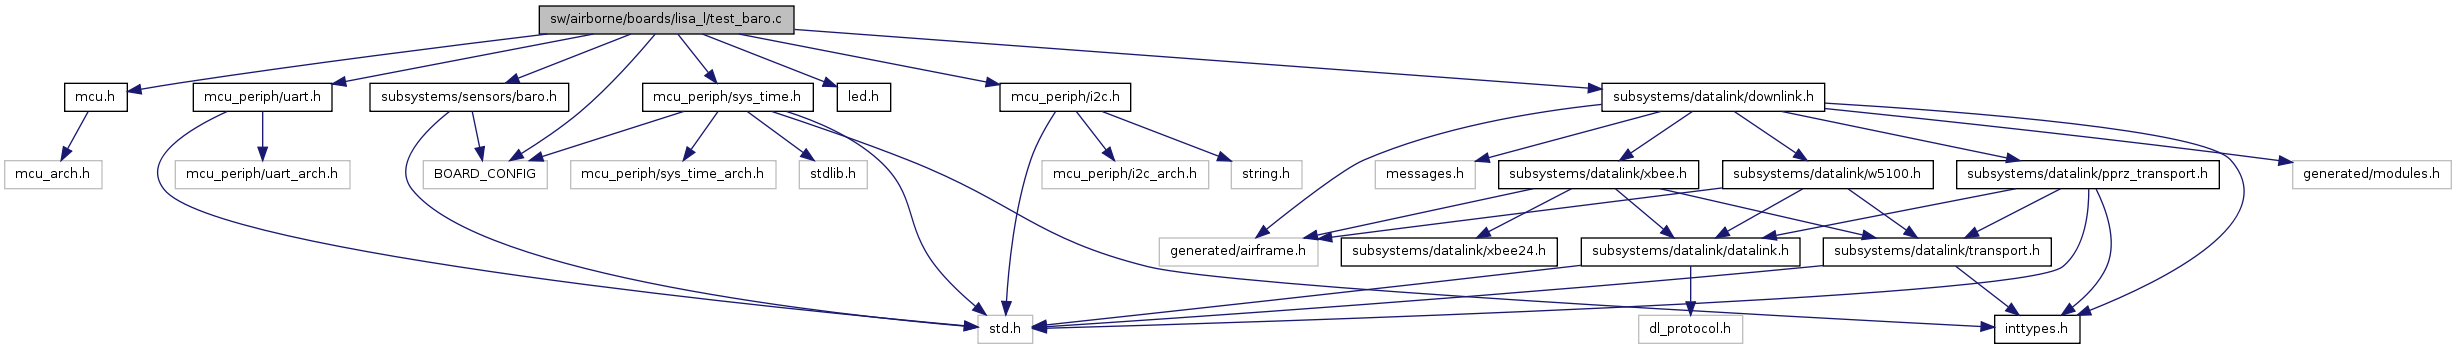 sw/airborne/boards/lisa_l/test_baro.c
mcu.h
mcu_periph/uart.h
subsystems/sensors/baro.h
mcu_periph/sys_time.h
led.h
mcu_periph/i2c.h
subsystems/datalink/downlink.h
mcu_arch.h
mcu_periph/uart_arch.h
BOARD_CONFIG
mcu_periph/sys_time_arch.h
stdlib.h
mcu_periph/i2c_arch.h
string.h
messages.h
subsystems/datalink/xbee.h
subsystems/datalink/w5100.h
subsystems/datalink/pprz_transport.h
generated/modules.h
generated/airframe.h
subsystems/datalink/xbee24.h
subsystems/datalink/datalink.h
subsystems/datalink/transport.h
std.h
dl_protocol.h
inttypes.h